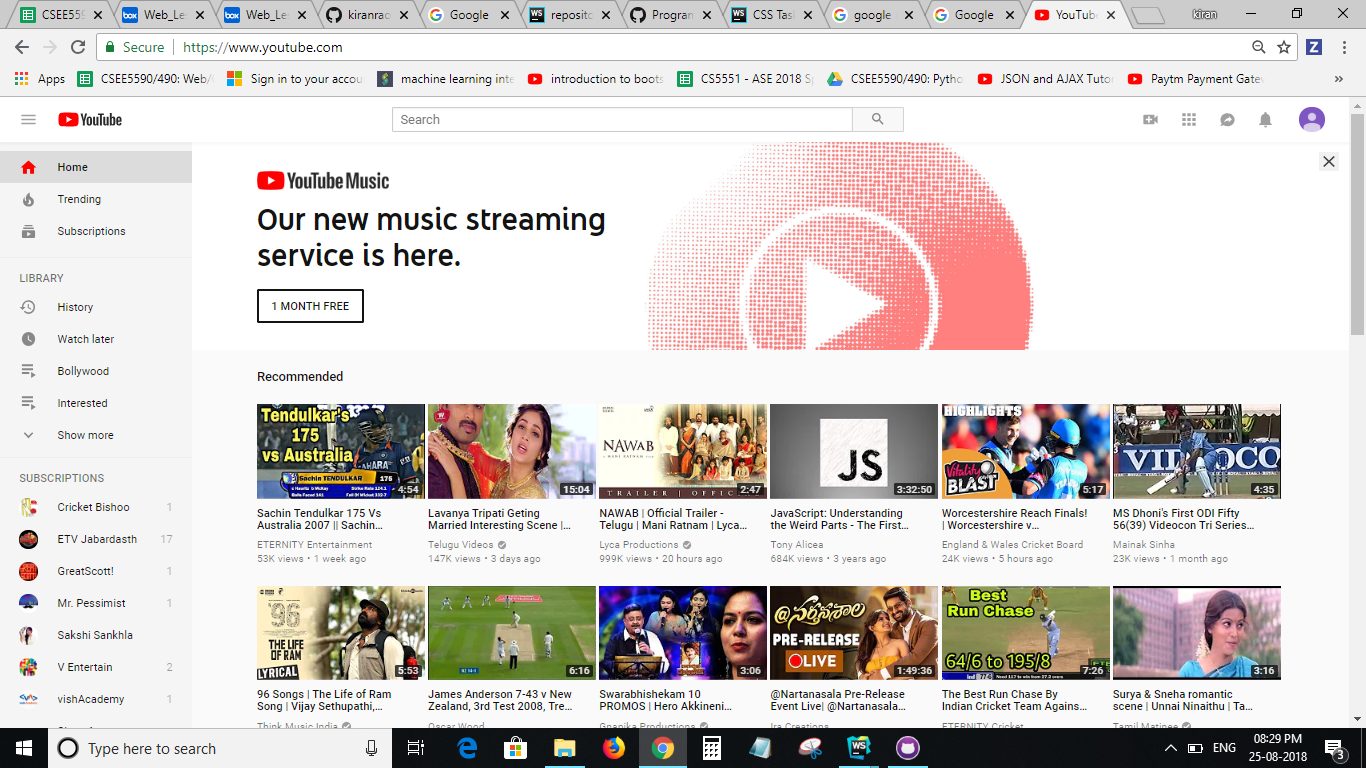 CSEE559
Web_Le
Web_Le
kiranrac
Google
reposito
Program
CSS Task
google
Google
YouTube
kiran
Secure
https://www.youtube.com
Apps
CSEE5590/490: Web/
Sign in to your accou
machine learning inte
introduction to boots
CS5551 - ASE 2018 Sp
CSEE5590/490: Pytho
JSON and AJAX Tutor
Paytm Payment Gate
»
YouTube
Search
Home
Trending
Subscriptions
LIBRARY
History
Watch later
Bollywood
Interested
Show more
SUBSCRIPTIONS
Cricket Bishoo 1
ETV Jabardasth 17
GreatScott! 1
Mr. Pessimist 1
Sakshi Sankhla
V Entertain 2
vishAcademy 1
YouTube Music
Our new music streaming
service is here.
1 MONTH FREE
Recommended
Tendulkar's
175
vs Australia
SAHARA
Sachin TENDULKAR 175
4:54
Sachin Tendulkar 175 Vs
Australia 2007 || Sachin...
ETERNITY Entertainment
53K views • 1 week ago
15:04
Lavanya Tripati Geting
Married Interesting Scene |...
Telugu Videos
147K views • 3 days ago
NAWAB
A MANI RATNAM
TRAILER | OFFIC
2:47
NAWAB | Official Trailer -
Telugu | Mani Ratnam | Lyca...
Lyca Productions
999K views • 20 hours ago
JS
3:32:50
JavaScript: Understanding
the Weird Parts - The First...
Tony Alicea
684K views • 3 years ago
HIGHLIGHTS
Vitality
BLAST
5:17
Worcestershire Reach Finals!
| Worcestershire v...
England & Wales Cricket Board
24K views • 5 hours ago
VIDEOCO
4:35
MS Dhoni's First ODI Fifty
56(39) Videocon Tri Series...
Mainak Sinha
23K views • 1 month ago
'96
THE LIFE
OF RAM
LYRICAL
5:53
96 Songs | The Life of Ram
Song | Vijay Sethupathi,...
Think Music India
6:16
James Anderson 7-43 v New
Zealand, 3rd Test 2008, Tre...
Oscar Wood
3:06
Swarabhishekam 10
PROMOS | Hero Akkineni...
Gnapika Productions
@నర్తనశాల
PRE-RELEASE
LIVE
1:49:36
@Nartanasala Pre-Release
Event Live| @Nartanasala...
Ira Creations
Best
Run Chase
64/6 to 195/8
7:26
The Best Run Chase By
Indian Cricket Team Agains...
ETERNITY Cricket
3:16
Surya & Sneha romantic
scene | Unnai Ninaithu | Ta...
Tamil Matinee
Type here to search
ENG
08:29 PM
25-08-2018
3